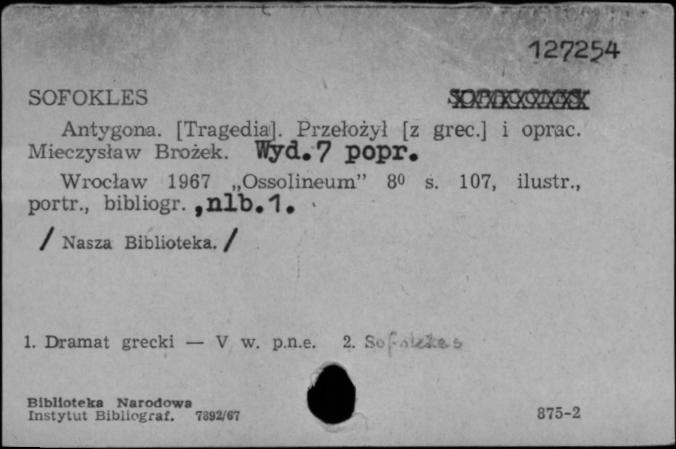 127254
SOFOKLES
Antygona. [Tragedia]. Przełożył [z grec.] i oprac.
Mieczysław Brożek. Wyd.7 popr.
Wrocław 1967 „Ossolineum” 8⁰ s. 107, ilustr.,
portr., bibliogr. ,nlb.1.
/ Nasza Biblioteka. /
1. Dramat grecki — V w. p.n.e. 2. Sofokles
Biblioteka Narodowa
Instytut Bibliograf. 7892/67 875-2